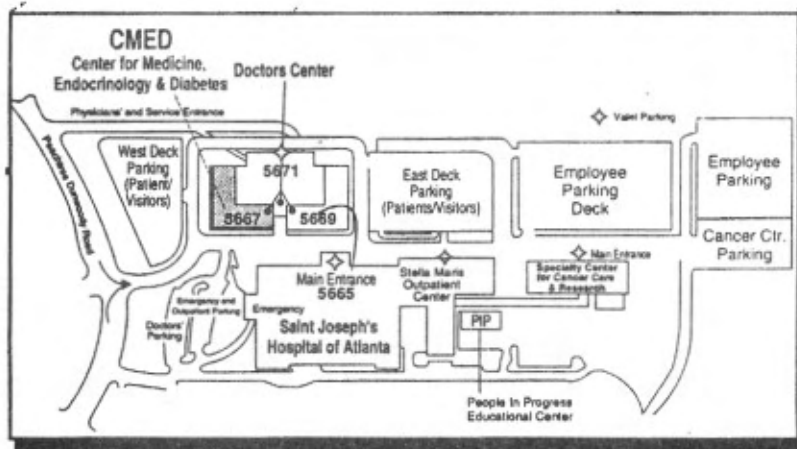 CMED
Center for Medicine,
Endocrinology & Diabetes
Doctors Center
Physicians' and Service Entrance
Valet Parking
Peachtree Dunwoody Road
West Deck
Parking
(Patient/
Visitors)
5671
5667
5669
East Deck
Parking
(Patients/Visitors)
Employee
Parking
Deck
Employee
Parking
Cancer Ctr.
Parking
Main Entrance
5665
Stella Maris
Outpatient
Center
Main Entrance
Specialty Center
for Cancer Care
& Research
Emergency and
Outpatient Parking
Doctors'
Parking
Emergency
Saint Joseph's
Hospital of Atlanta
PIP
People In Progress
Educational Center